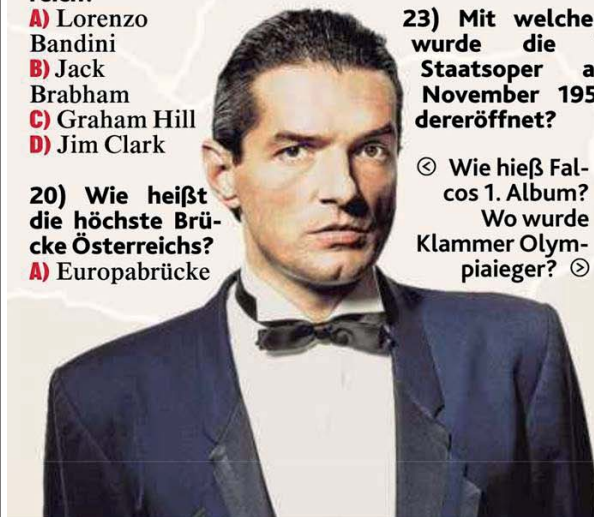 A) Lorenzo
Bandini
B) Jack
Brabham
C) Graham Hill
D) Jim Clark
20) Wie heißt
die höchste Brü-
cke Österreichs?
A) Europabrücke
23) Mit welche
wurde die
Staatsoper a
November 195
dereröffnet?
Wie hieß Fal-
cos 1. Album?
Wo wurde
Klammer Olym-
piaieger?